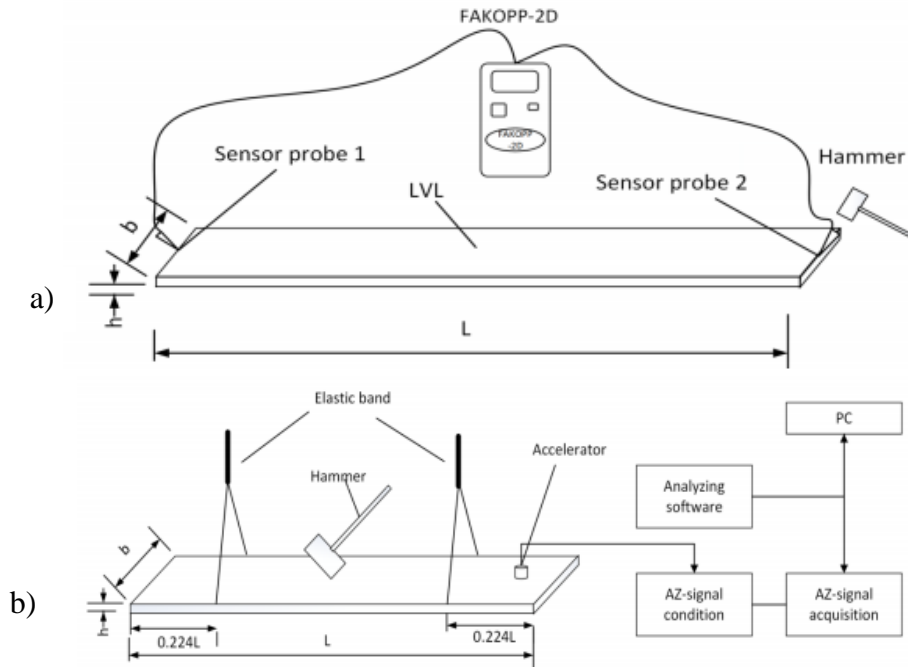 FAKOPP-2D
FAKOPP
-2D
Sensor probe 1
Hammer
Sensor probe 2
LVL
b
a)
h
L
Elastic band
PC
Accelerator
Hammer
Analyzing
software
b
b)
h
AZ-signal
condition
AZ-signal
acquisition
0.224L
L
0.224L